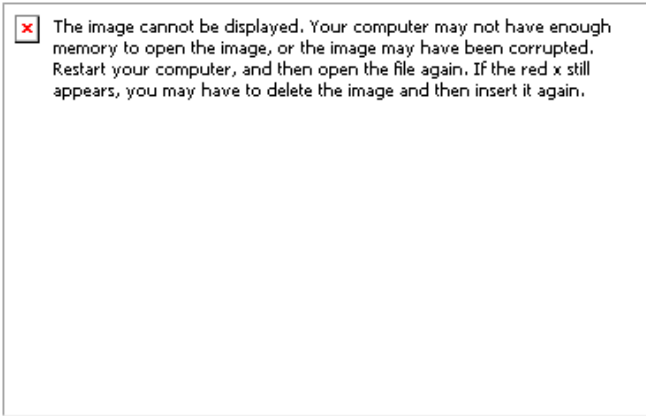 The image cannot be displayed. Your computer may not have enough
memory to open the image, or the image may have been corrupted.
Restart your computer, and then open the file again. If the red x still
appears, you may have to delete the image and then insert it again.